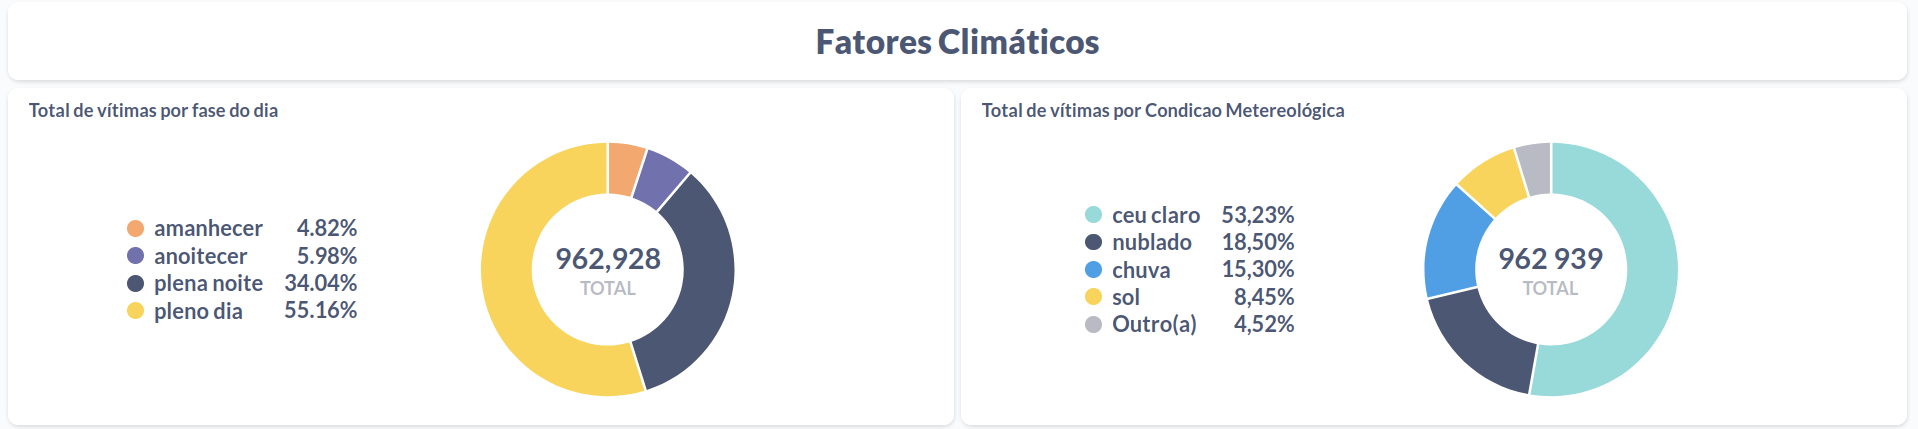 Fatores Climáticos
Total de vítimas por fase do dia
amanhecer 4.82%
anoitecer 5.98%
plena noite 34.04%
pleno dia 55.16%
962,928
TOTAL
Total de vítimas por Condicao Metereológica
ceu claro 53,23%
nublado 18,50%
chuva 15,30%
sol 8,45%
Outro(a) 4,52%
962 939
TOTAL